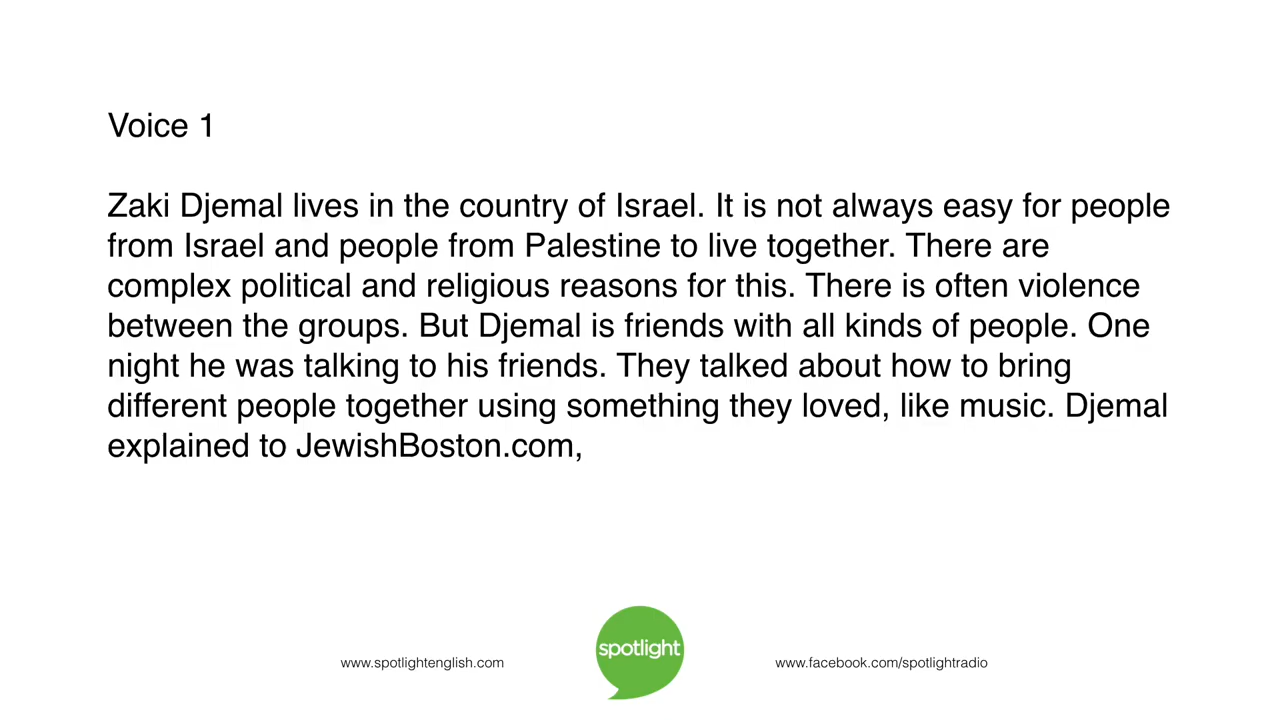 Voice 1
Zaki Djemal lives in the country of Israel. It is not always easy for people
from Israel and people from Palestine to live together. There are
complex political and religious reasons for this. There is often violence
between the groups. But Djemal is friends with all kinds of people. One
night he was talking to his friends. They talked about how to bring
different people together using something they loved, like music. Djemal
explained to JewishBoston.com,
www.spotlightenglish.com
spotlight
www.facebook.com/spotlightradio